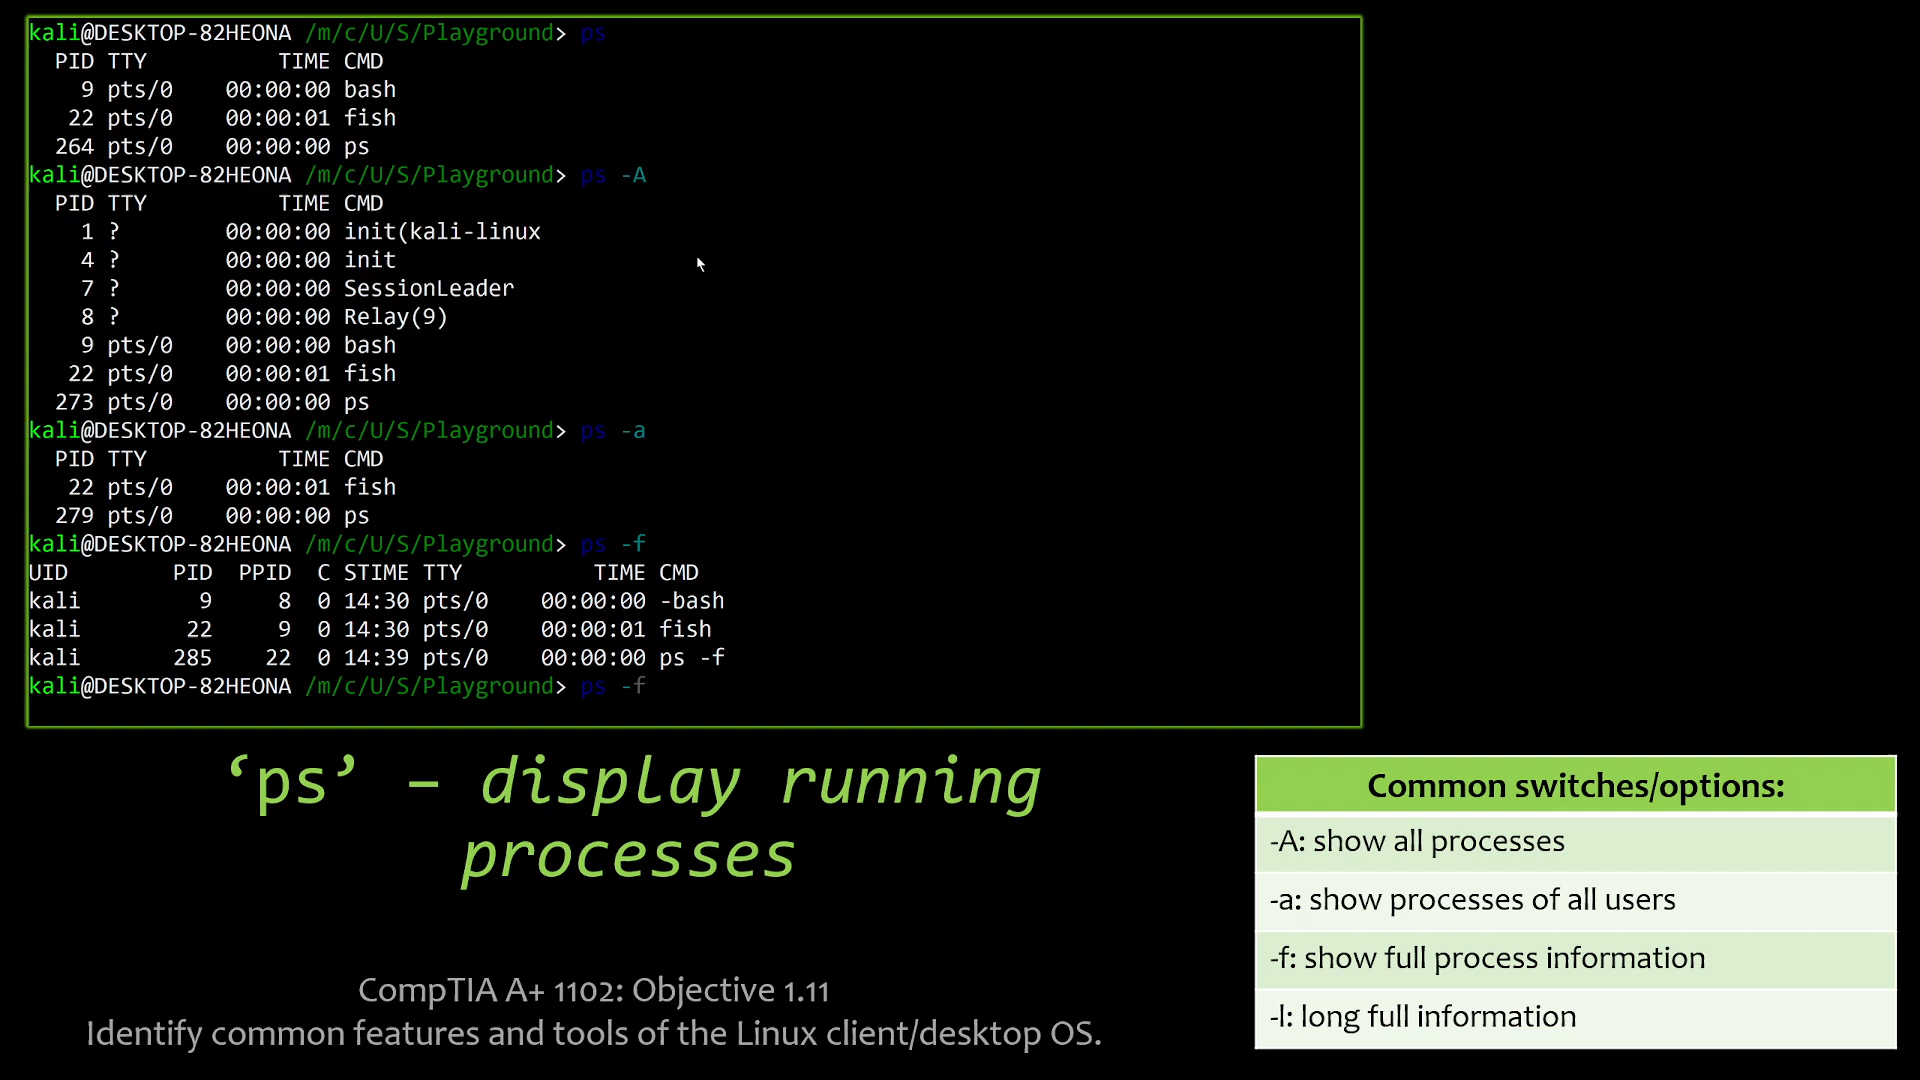 kali@DESKTOP-82HEONA /m/c/U/S/Playground> ps
PID TTY TIME CMD
9 pts/0 00:00:00 bash
22 pts/0 00:00:01 fish
264 pts/0 00:00:00 ps
kali@DESKTOP-82HEONA /m/c/U/S/Playground> ps -A
PID TTY TIME CMD
1 ? 00:00:00 init(kali-linux
4 ? 00:00:00 init
7 ? 00:00:00 SessionLeader
8 ? 00:00:00 Relay(9)
9 pts/0 00:00:00 bash
22 pts/0 00:00:01 fish
273 pts/0 00:00:00 ps
kali@DESKTOP-82HEONA /m/c/U/S/Playground> ps -a
PID TTY TIME CMD
22 pts/0 00:00:01 fish
279 pts/0 00:00:00 ps
kali@DESKTOP-82HEONA /m/c/U/S/Playground> ps -f
UID PID PPID C STIME TTY TIME CMD
kali 9 8 0 14:30 pts/0 00:00:00 -bash
kali 22 9 0 14:30 pts/0 00:00:01 fish
kali 285 22 0 14:39 pts/0 00:00:00 ps -f
kali@DESKTOP-82HEONA /m/c/U/S/Playground> ps -f
‘ps’ – display running
processes
CompTIA A+ 1102: Objective 1.11
Identify common features and tools of the Linux client/desktop OS.
Common switches/options:
-A: show all processes
-a: show processes of all users
-f: show full process information
-l: long full information